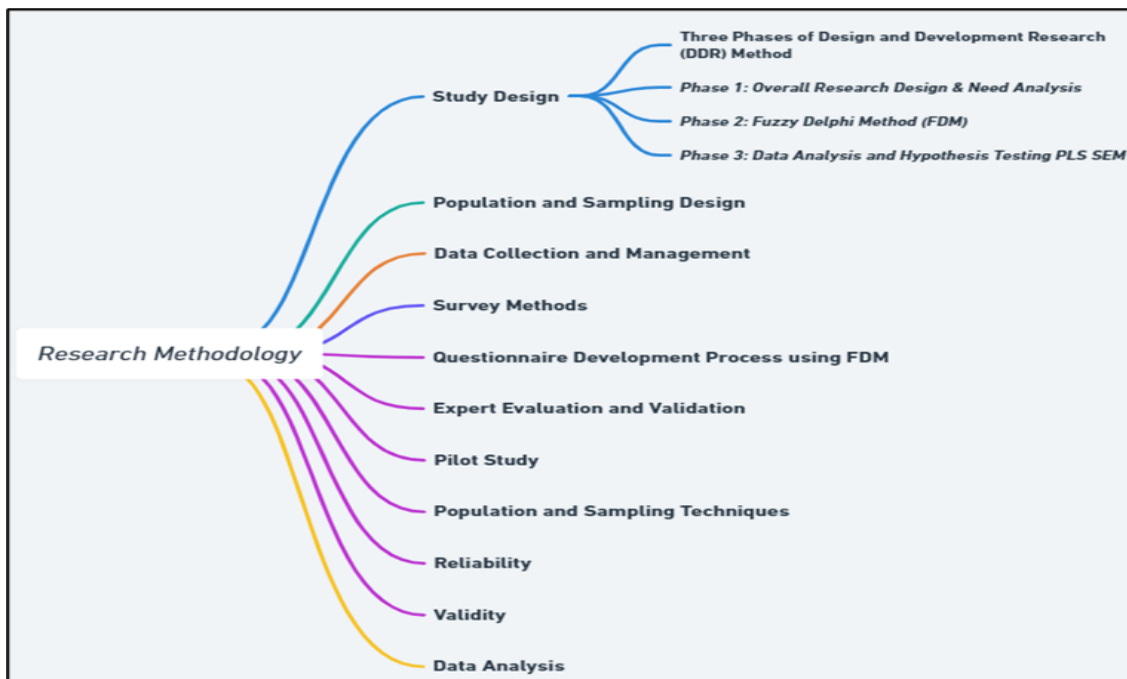 Three Phases of Design and Development Research
(DDR) Method
Study Design
Phase 1: Overall Research Design & Need Analysis
Phase 2: Fuzzy Delphi Method (FDM)
Phase 3: Data Analysis and Hypothesis Testing PLS SEM
Population and Sampling Design
Data Collection and Management
Survey Methods
Research Methodology
Questionnaire Development Process using FDM
Expert Evaluation and Validation
Pilot Study
Population and Sampling Techniques
Reliability
Validity
Data Analysis